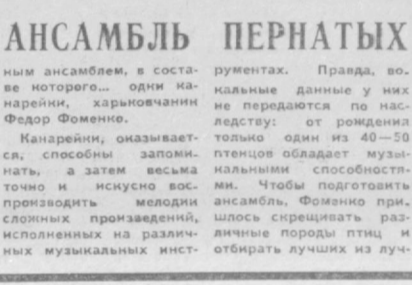 АНСАМБЛЬ ПЕРНАТЫХ
ным ансамблем, в соста-
ве которого... одни ка-
нарейки, харьковчанин
Федор Фоменко.
Канарейки, оказывает-
ся, способны запоми-
нать, а затем весьма
точно и искусно вос-
производить мелодии
сложных произведений,
исполненных на различ-
ных музыкальных инст-
рументах. Правда, во-
кальные данные у них
не передаются по нас-
ледству: от рождения
только один из 40—50
птенцов обладает музы-
кальными способностя-
ми. Чтобы подготовить
ансамбль, Фоменко при-
шлось скрещивать раз-
личные породы птиц и
отбирать лучших из луч-